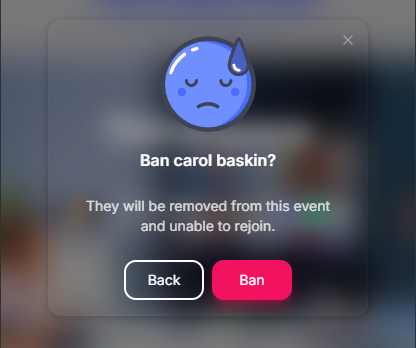 Ban carol baskin?
They will be removed from this event
and unable to rejoin.
Back
Ban